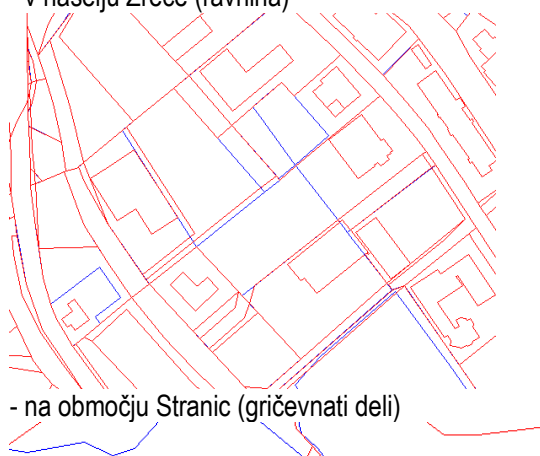 v naselju Zreče (ravnina)
- na območju Stranic (gričevnati deli)